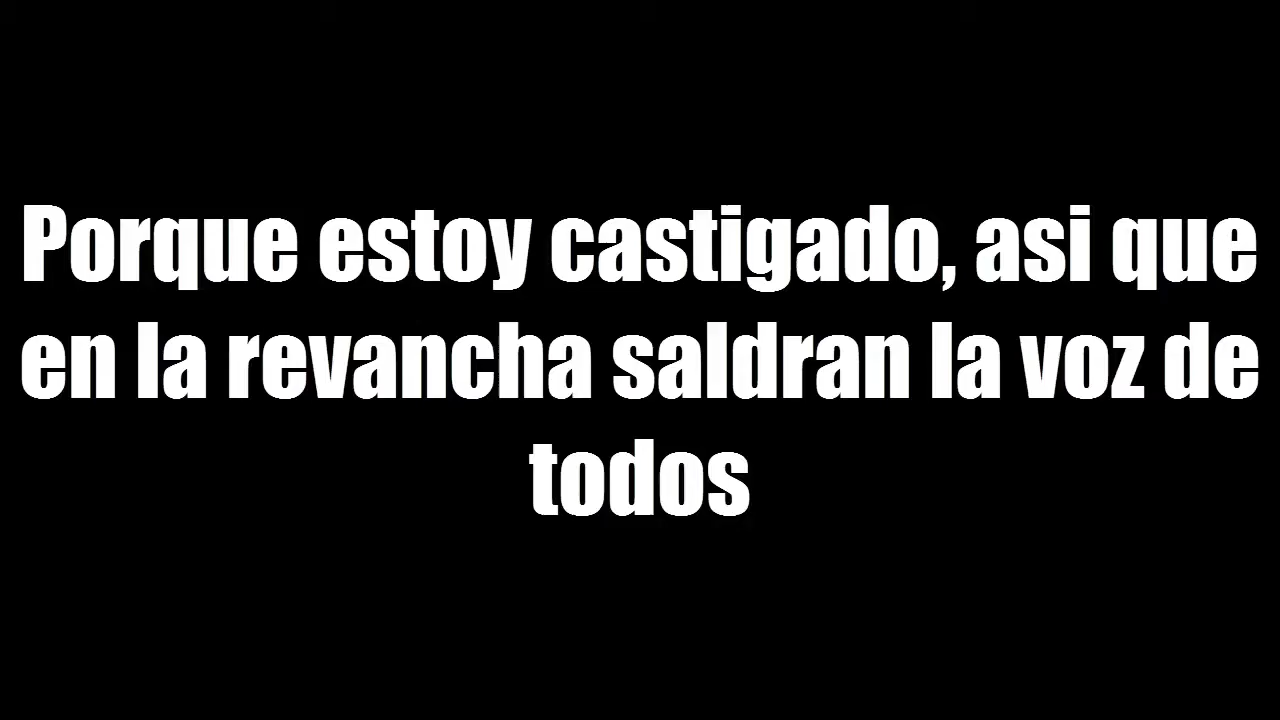 Porque estoy castigado, asi que
en la revancha saldran la voz de
todos